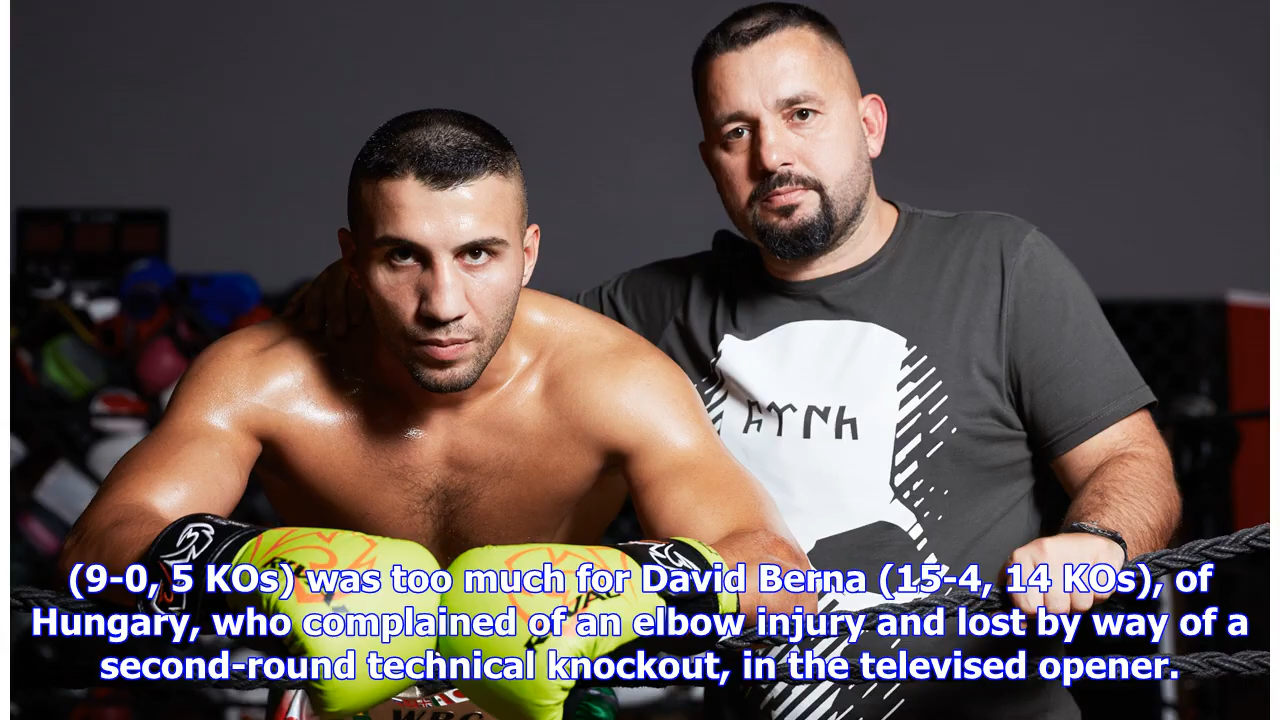 (9-0, 5 KOs) was too much for David Berna (15-4, 14 KOs), of
Hungary, who complained of an elbow injury and lost by way of a
second-round technical knockout, in the televised opener.
WBC